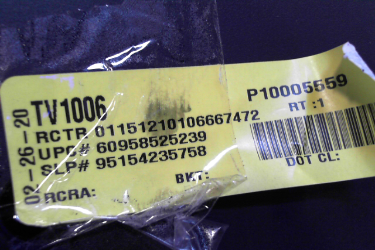 02-26-20
TV1006
P10005559
RT :1
RCTR 01151210106667472
UPC# 60958525239
SLP# 95154235758
BKT:
DOT CL:
RCRA: